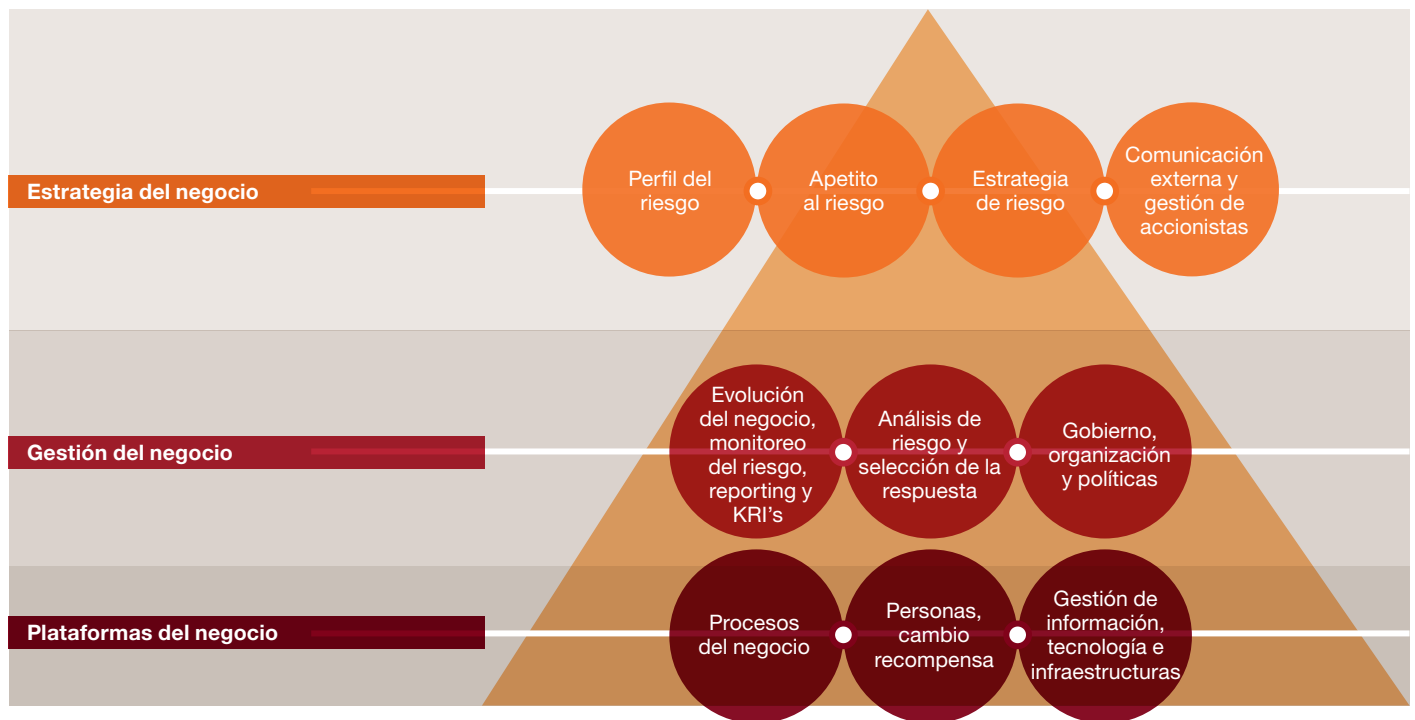 Estrategia del negocio
Perfil del
riesgo
Apetito
al riesgo
Estrategia
de riesgo
Comunicación
externa y
gestión de
accionistas
Gestión del negocio
Evolución
del negocio,
monitoreo
del riesgo,
reporting y
KRI's
Análisis de
riesgo y
selección de la
respuesta
Gobierno,
organización
y políticas
Plataformas del negocio
Procesos
del negocio
Personas,
cambio
recompensa
Gestión de
información,
tecnología e
infraestructuras